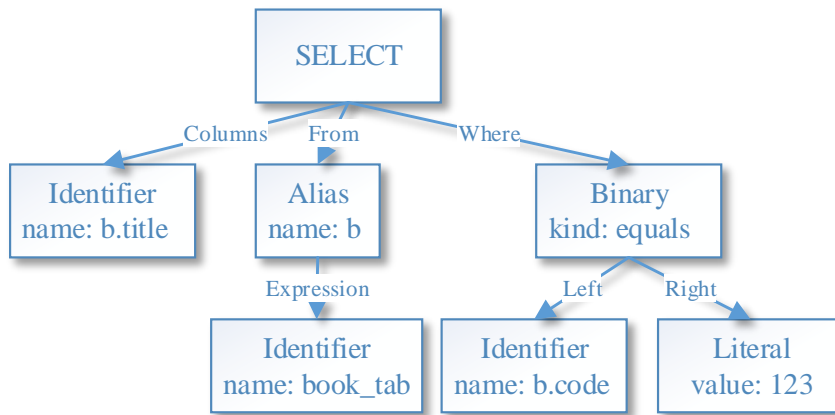 SELECT
Columns
From
Where
Identifier
name: b.title
Alias
name: b
Binary
kind: equals
Expression
Left
Right
Identifier
name: book_tab
Identifier
name: b.code
Literal
value: 123